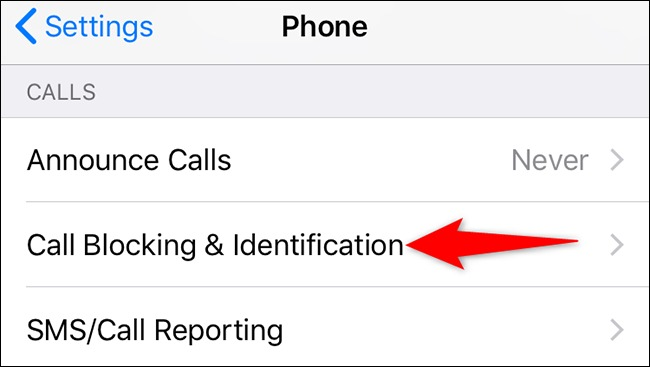 Settings
Phone
CALLS
Announce Calls Never
Call Blocking & Identification
SMS/Call Reporting